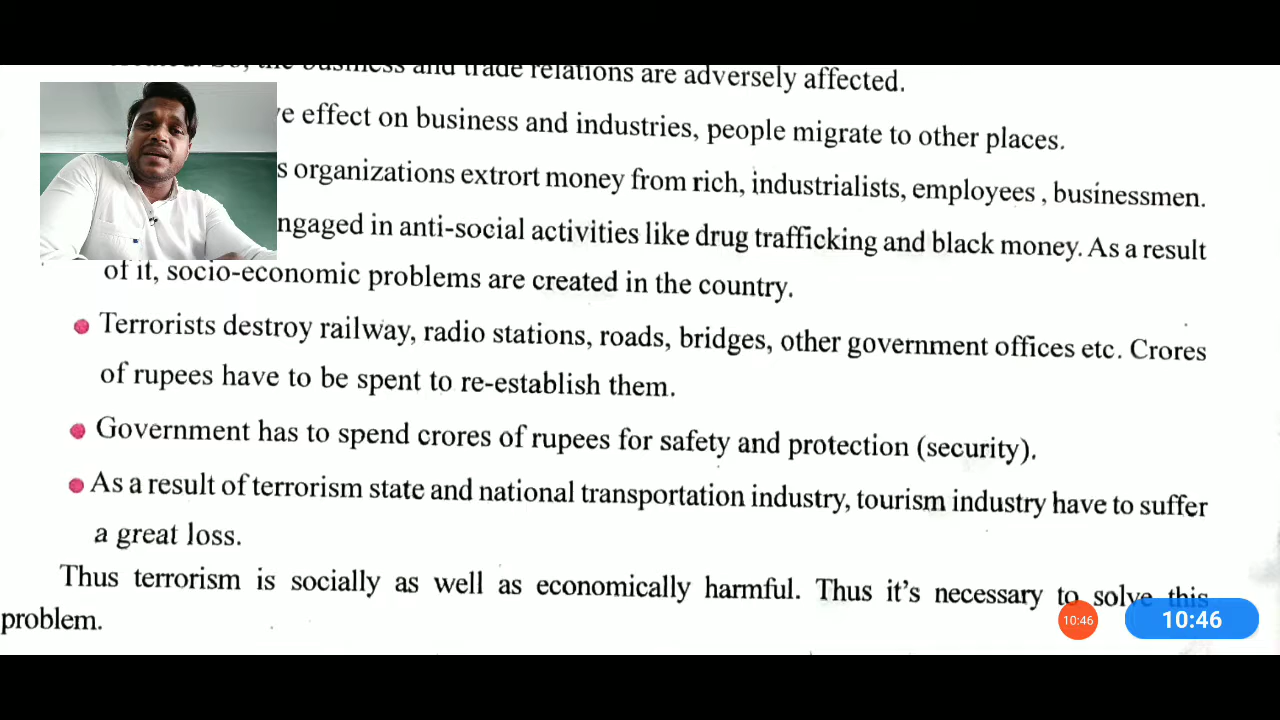 the business and trade relations are adversely affected.
effect on business and industries, people migrate to other places.
organizations extrort money from rich, industrialists, employees , businessmen.
in anti-social activities like drug trafficking and black money. As a result
of it, socio-economic problems are created in the country.
Terrorists destroy railway, radio stations, roads, bridges, other government offices etc. Crores
of rupees have to be spent to re-establish them.
Government has to spend crores of rupees for safety and protection (security).
As a result of terrorism state and national transportation industry, tourism industry have to suffer
a great loss.
Thus terrorism is socially as well as economically harmful. Thus it's necessary to solve this
problem.
10:46
10:46